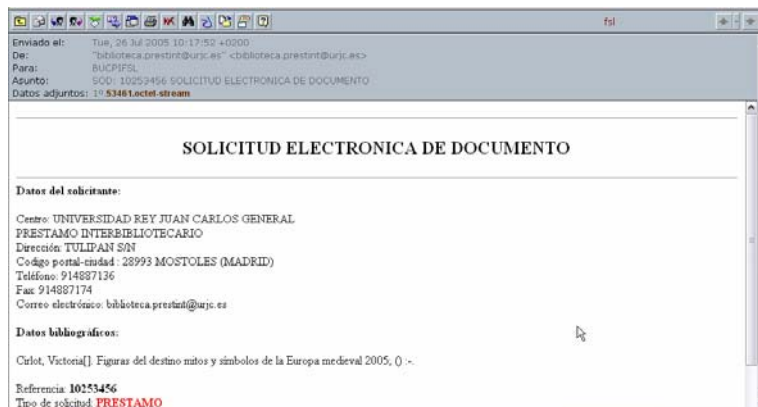 fsl
Enviado el: Tue, 26 Jul 2005 10:17:52 +0200
De: "biblioteca.prestint@urjc.es" <biblioteca.prestint@urjc.es>
Para: BUCPIFSL
Asunto: SOD: 10253456 SOLICITUD ELECTRONICA DE DOCUMENTO
Datos adjuntos: 1º 53461.octet-stream
SOLICITUD ELECTRONICA DE DOCUMENTO
Datos del solicitante:
Centro: UNIVERSIDAD REY JUAN CARLOS GENERAL
PRESTAMO INTERBIBLIOTECARIO
Dirección: TULIPAN S/N
Codigo postal-ciudad : 28993 MOSTOLES (MADRID)
Teléfono: 914887136
Fax: 914887174
Correo electrónico: biblioteca.prestint@urjc.es
Datos bibliográficos:
Cirlot, Victoria[]. Figuras del destino mitos y símbolos de la Europa medieval 2005, () :-.
Referencia: 10253456
Tipo de solicitud: PRESTAMO